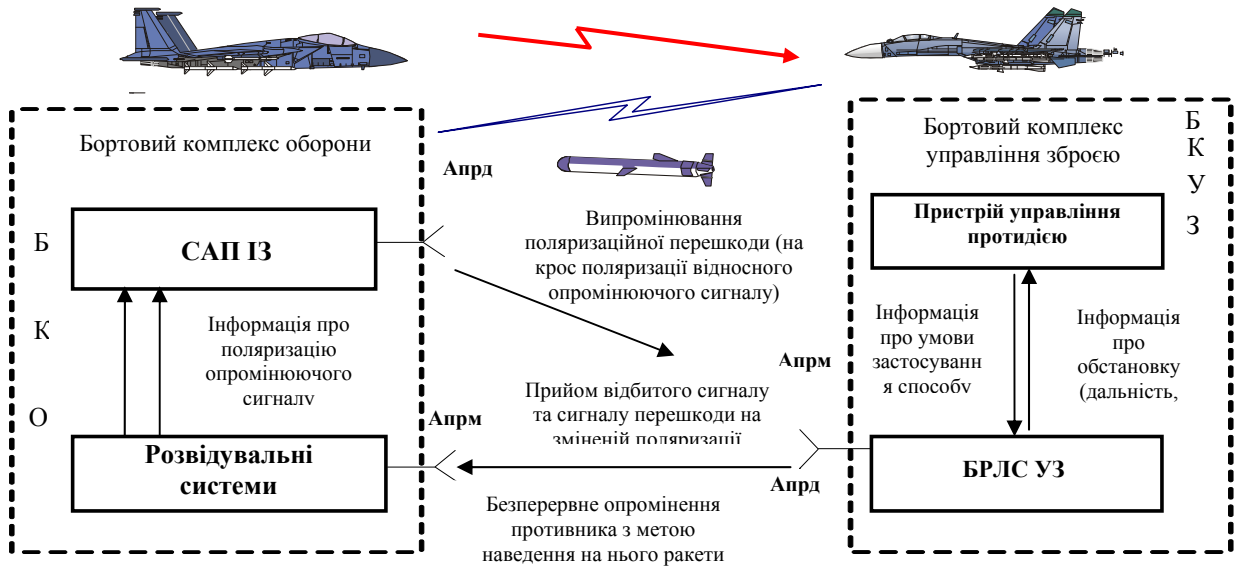 Бортовий комплекс оборони
Б
К
О
САП ІЗ
Інформація про
поляризацію
опромінюючого
сигналу
Розвідувальні
системи
Апрд
Випромінювання
поляризаційної перешкоди (на
крос поляризації відносного
опромінюючого сигналу)
Апрм
Прийом відбитого сигналу
та сигналу перешкоди на
зміненій поляризації
Апрм
Апрд
Безперервне опромінення
противника з метою
наведення на нього ракети
Бортовий комплекс
управління зброєю
Б
К
У
З
Пристрій управління
протидією
Інформація
про умови
застосуванн
я способу
Інформація
про
обстановку
(дальність,
БРЛС УЗ